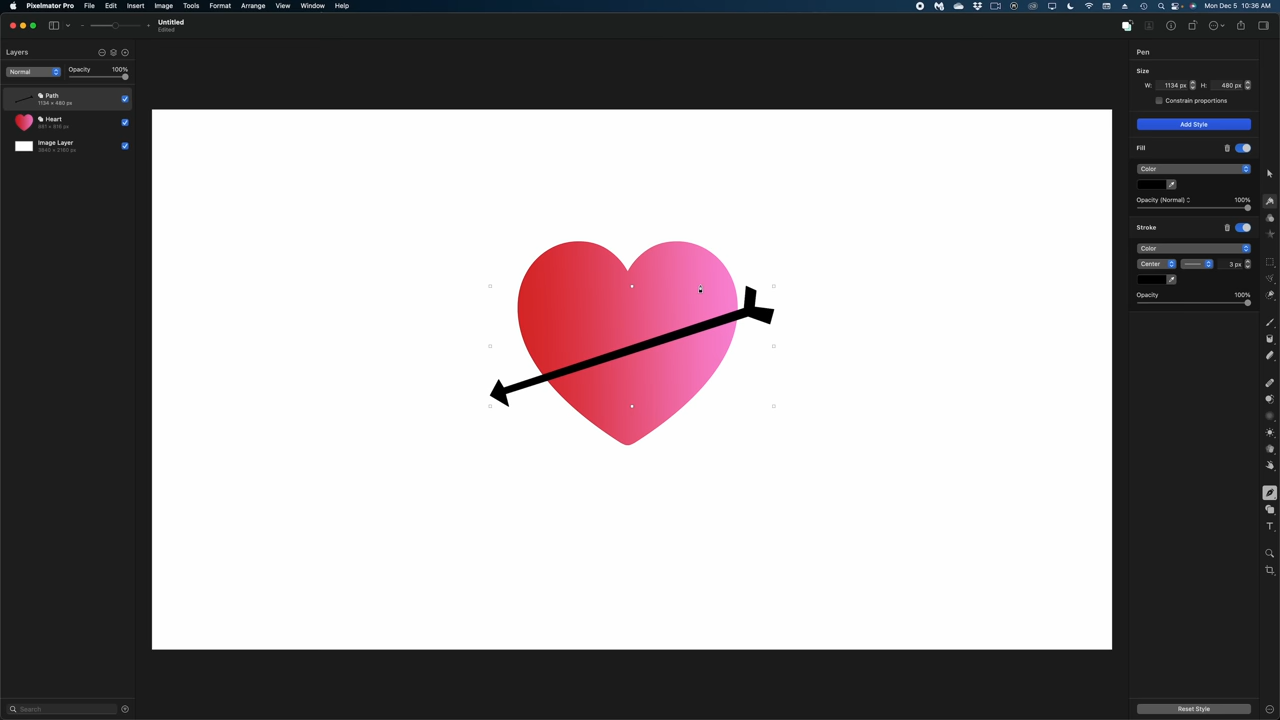 Pixelmator Pro File Edit Insert Image Tools Format Arrange View Window Help
Mon Dec 5 10:36 AM
Untitled
Edited
Layers
Normal Opacity 100%
Path
1134 × 480 px
Heart
Image Layer
3840 × 2160 px
Search
Pen
Size
W: 1134 px H: 480 px
Constrain proportions
Add Style
Fill
Color
Opacity (Normal) 100%
Stroke
Color
Center 3 px
Opacity 100%
T
Reset Style